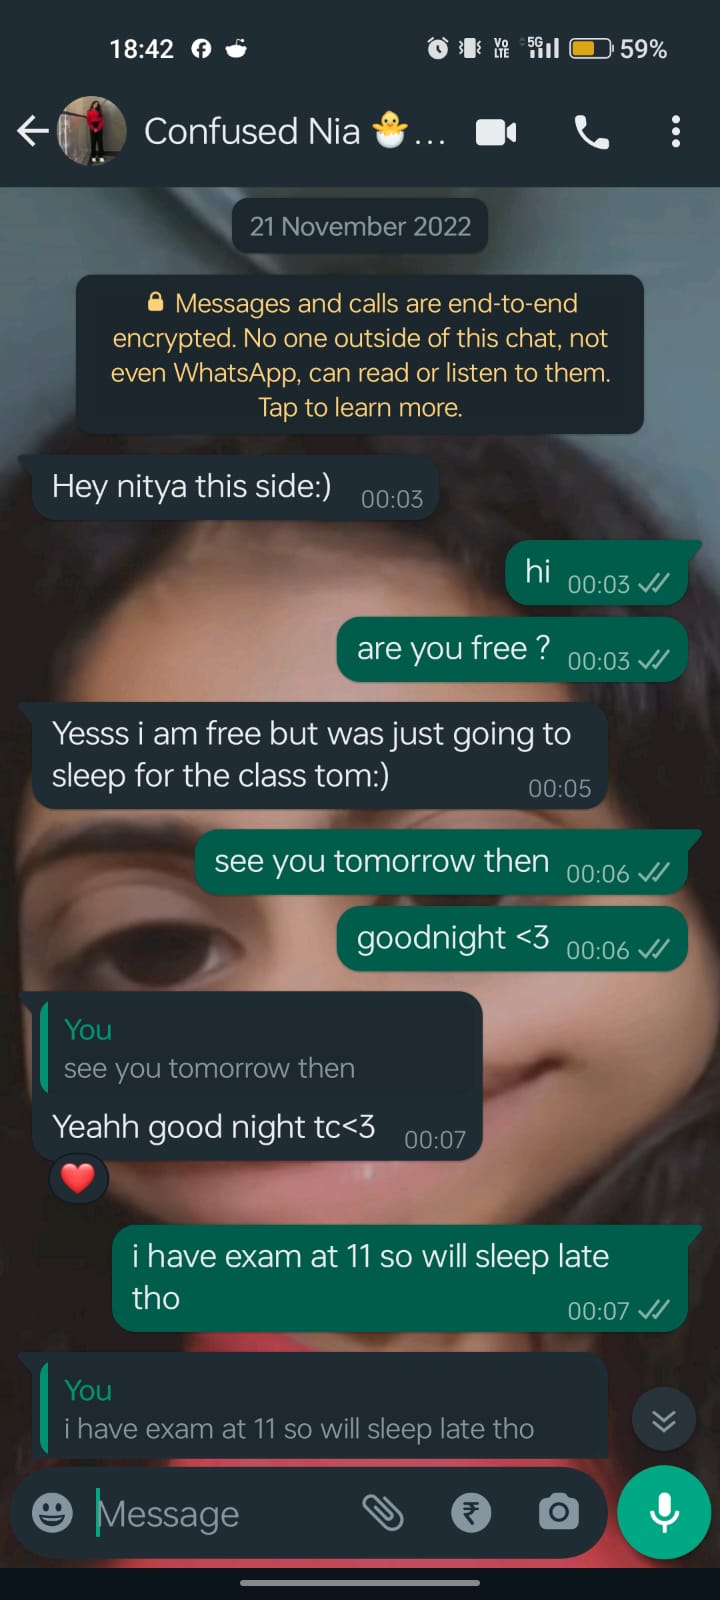 18:42 Vo LTE 5G 59%
Confused Nia 🐣...
21 November 2022
🔒 Messages and calls are end-to-end
encrypted. No one outside of this chat, not
even WhatsApp, can read or listen to them.
Tap to learn more.
Hey nitya this side:) 00:03
hi 00:03
are you free ? 00:03
Yesss i am free but was just going to
sleep for the class tom:) 00:05
see you tomorrow then 00:06
goodnight <3 00:06
You
see you tomorrow then
Yeahh good night tc<3 00:07
❤️
i have exam at 11 so will sleep late
tho 00:07
You
i have exam at 11 so will sleep late tho
Message ₹